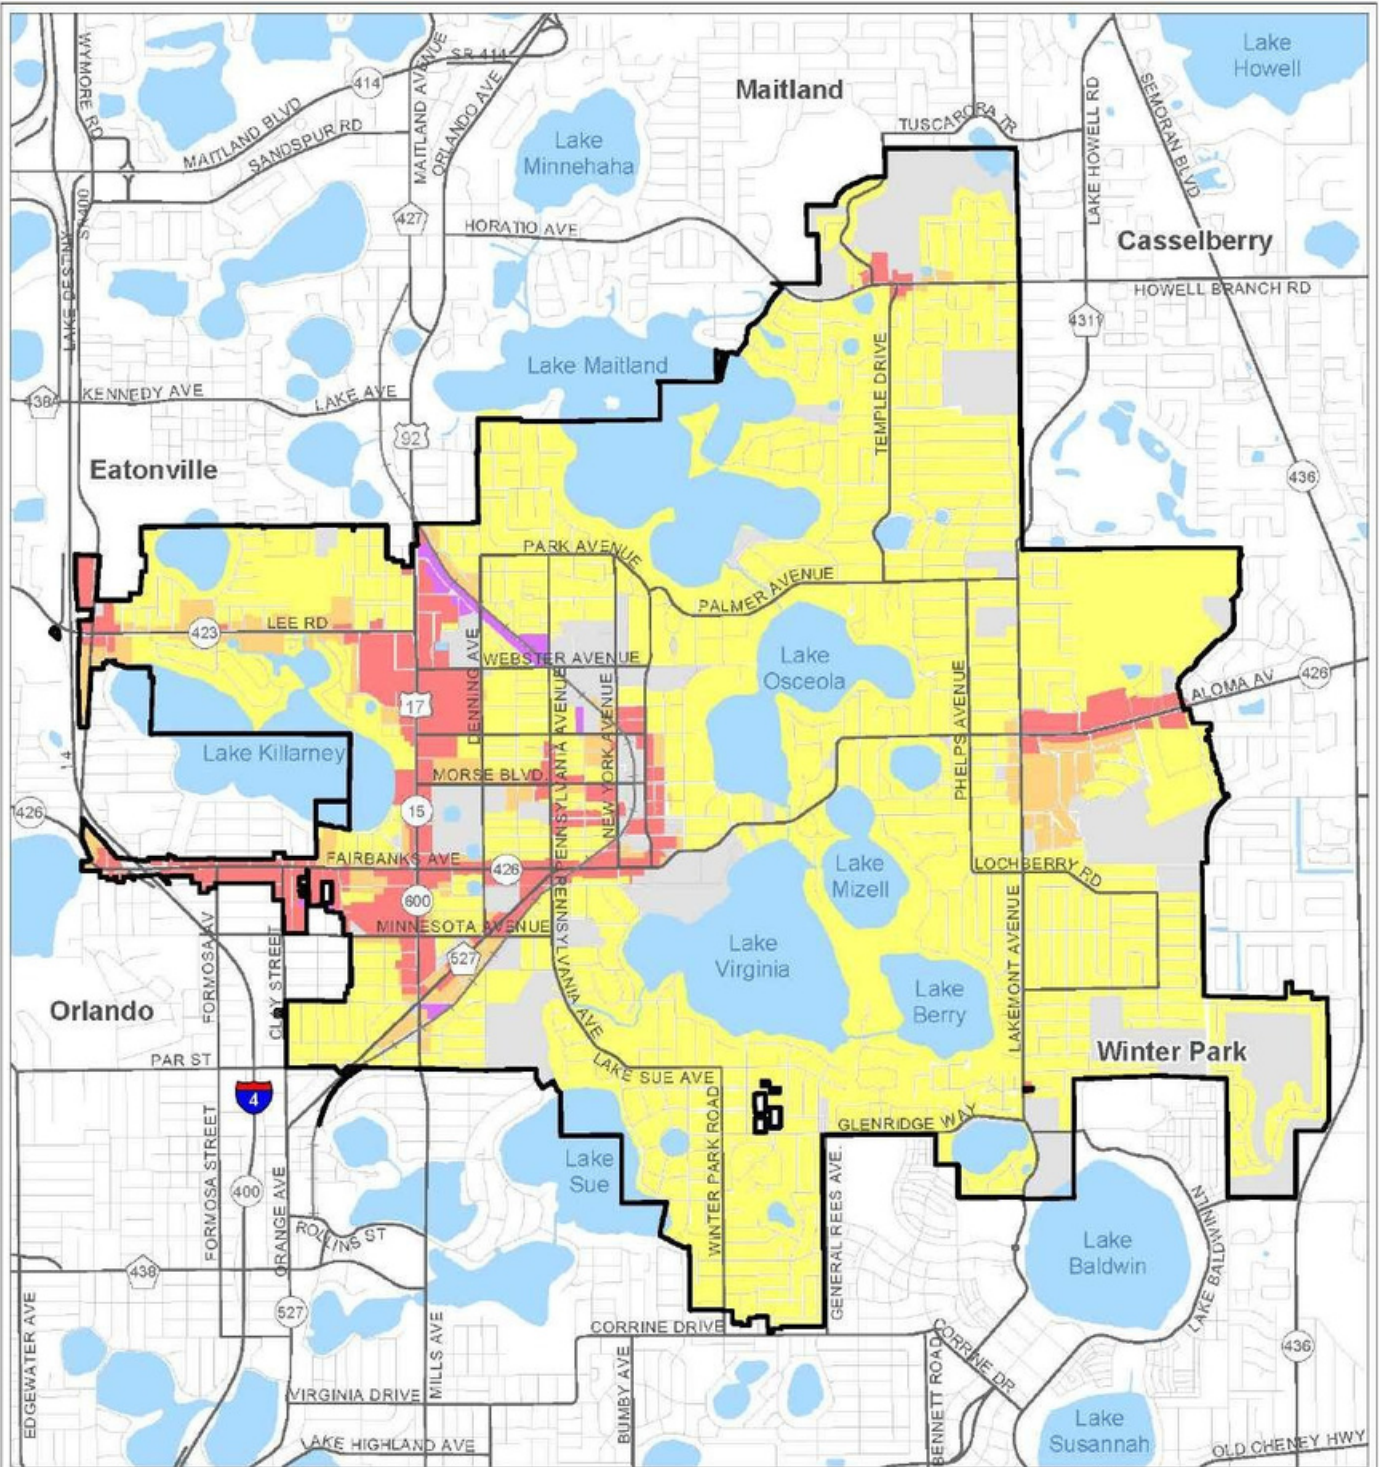 Lake
Howell
SR 414
WYMORE RD
MAITLAND AVENUE
ORLANDO AVE
414
Maitland
MAITLAND BLVD
SANDSPUR RD
TUSCARORA TR
LAKE HOWELL RD
SEMORAN BLVD
Lake
Minnehaha
427
HORATIO AVE
LAKE DESTINY
Casselberry
HOWELL BRANCH RD
Lake Maitland
TEMPLE DRIVE
438A
KENNEDY AVE
LAKE AVE
92
Eatonville
436
PARK AVENUE
PALMER AVENUE
423
LEE RD
DENNING AVE
WEBSTER AVENUE
Lake
Osceola
PHELPS AVENUE
426
ALOMA AV
17
Lake Killarney
PENNSYLVANIA AVENUE
NEW YORK AVENUE
MORSE BLVD.
14
15
426
FAIRBANKS AVE
426
LOCHBERRY RD
Lake
Mizell
600
MINNESOTA AVENUE
PENNSYLVANIA AVE
527
FORMOSA AV
CLAY STREET
Lake
Virginia
Lake
Berry
LAKEMONT AVENUE
Orlando
Winter Park
PAR ST
LAKE SUE AVE
4
GLENRIDGE WAY
WINTER PARK ROAD
FORMOSA STREET
Lake
Sue
400
ORANGE AVE
ROLLINS ST
GENERAL REES AVE.
LAKE BALDWIN LN
Lake
Baldwin
438
527
EDGEWATER AVE
MILLS AVE
CORRINE DRIVE
CORRINE DR
436
BUMBY AVE
BENNETT ROAD
VIRGINIA DRIVE
LAKE HIGHLAND AVE
Lake
Susannah
OLD CHENEY HWY